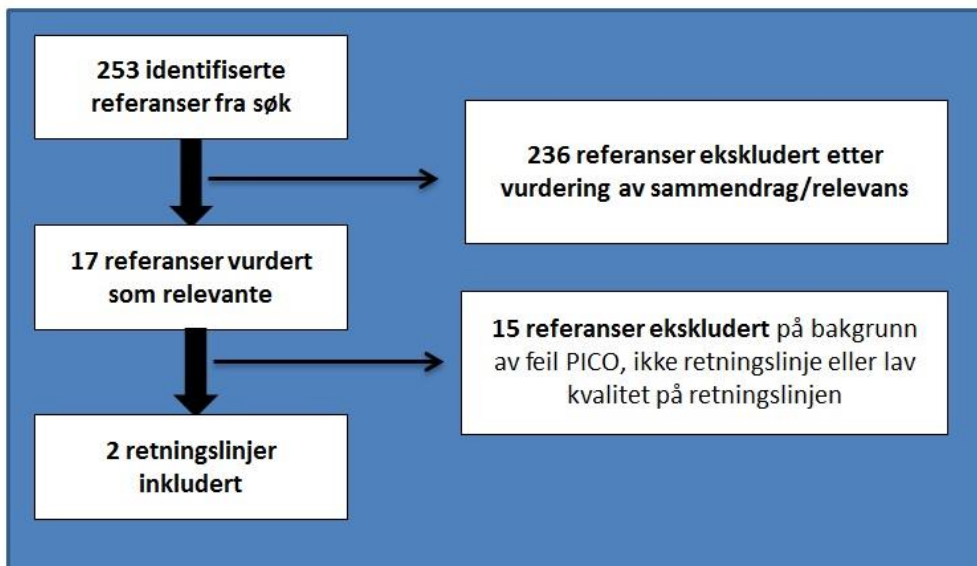 253 identifiserte
referanser fra søk
236 referanser ekskludert etter
vurdering av sammendrag/relevans
17 referanser vurdert
som relevante
15 referanser ekskludert på bakgrunn
av feil PICO, ikke retningslinje eller lav
kvalitet på retningslinjen
2 retningslinjer
inkludert